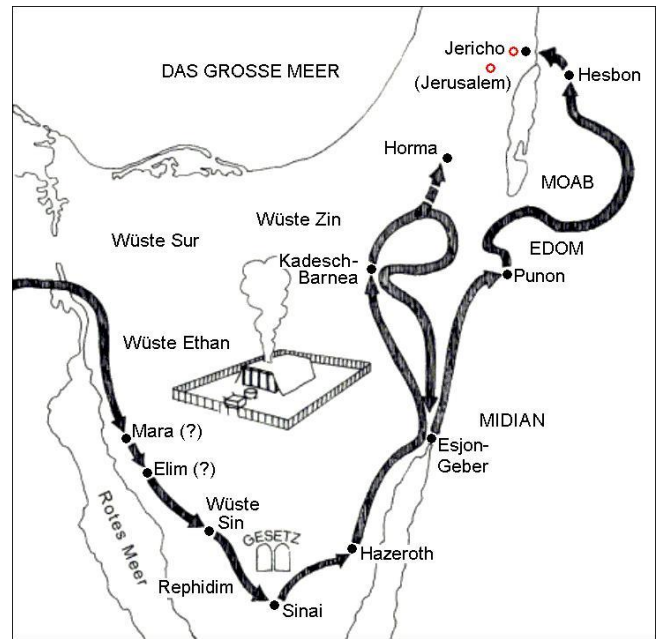 Jericho
DAS GROSSE MEER
(Jerusalem)
Hesbon
Horma
MOAB
Wüste Zin
Wüste Sur
EDOM
Kadesch-
Barnea
Punon
Wüste Ethan
MIDIAN
Mara (?)
Esjon-
Geber
Elim (?)
Wüste
Sin
Rotes Meer
GESETZ
Hazeroth
Rephidim
Sinai